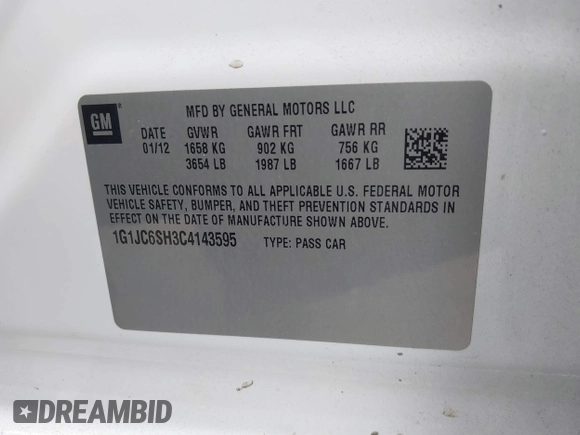 GM ®
MFD BY GENERAL MOTORS LLC
DATE GVWR GAWR FRT GAWR RR
01/12 1658 KG 902 KG 756 KG
3654 LB 1987 LB 1667 LB
THIS VEHICLE CONFORMS TO ALL APPLICABLE U.S. FEDERAL MOTOR
VEHICLE SAFETY, BUMPER, AND THEFT PREVENTION STANDARDS IN
EFFECT ON THE DATE OF MANUFACTURE SHOWN ABOVE.
1G1JC6SH3C4143595 TYPE: PASS CAR
DREAMBID